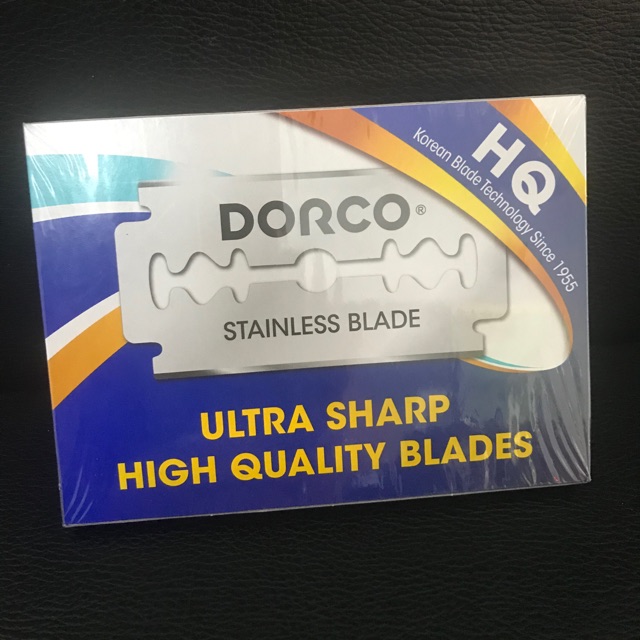 HQ
Korean Blade Technology Since 1955
DORCO®
STAINLESS BLADE
ULTRA SHARP
HIGH QUALITY BLADES